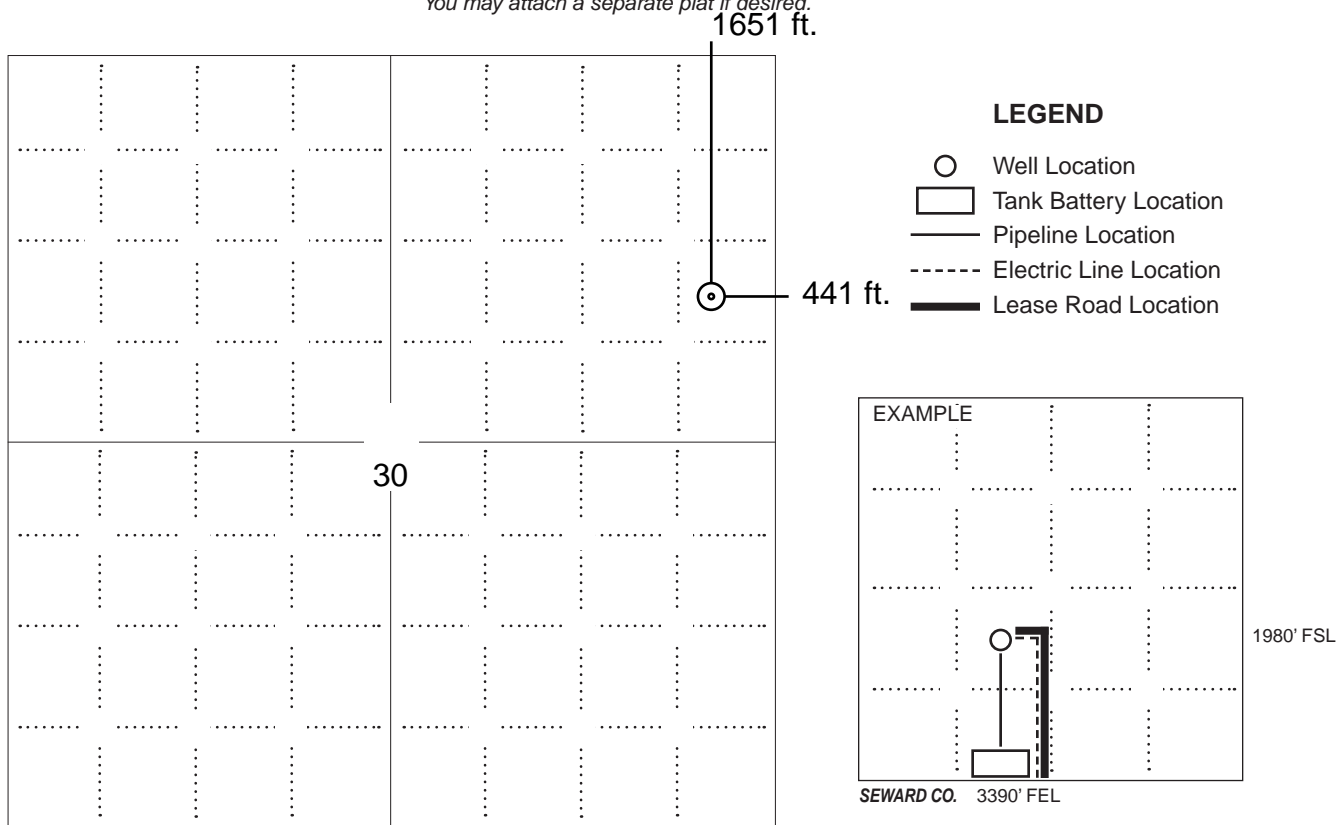 You may attach a separate plat if desired.
1651 ft.
441 ft.
30
LEGEND
Well Location
Tank Battery Location
Pipeline Location
Electric Line Location
Lease Road Location
EXAMPLE
1980' FSL
SEWARD CO. 3390' FEL